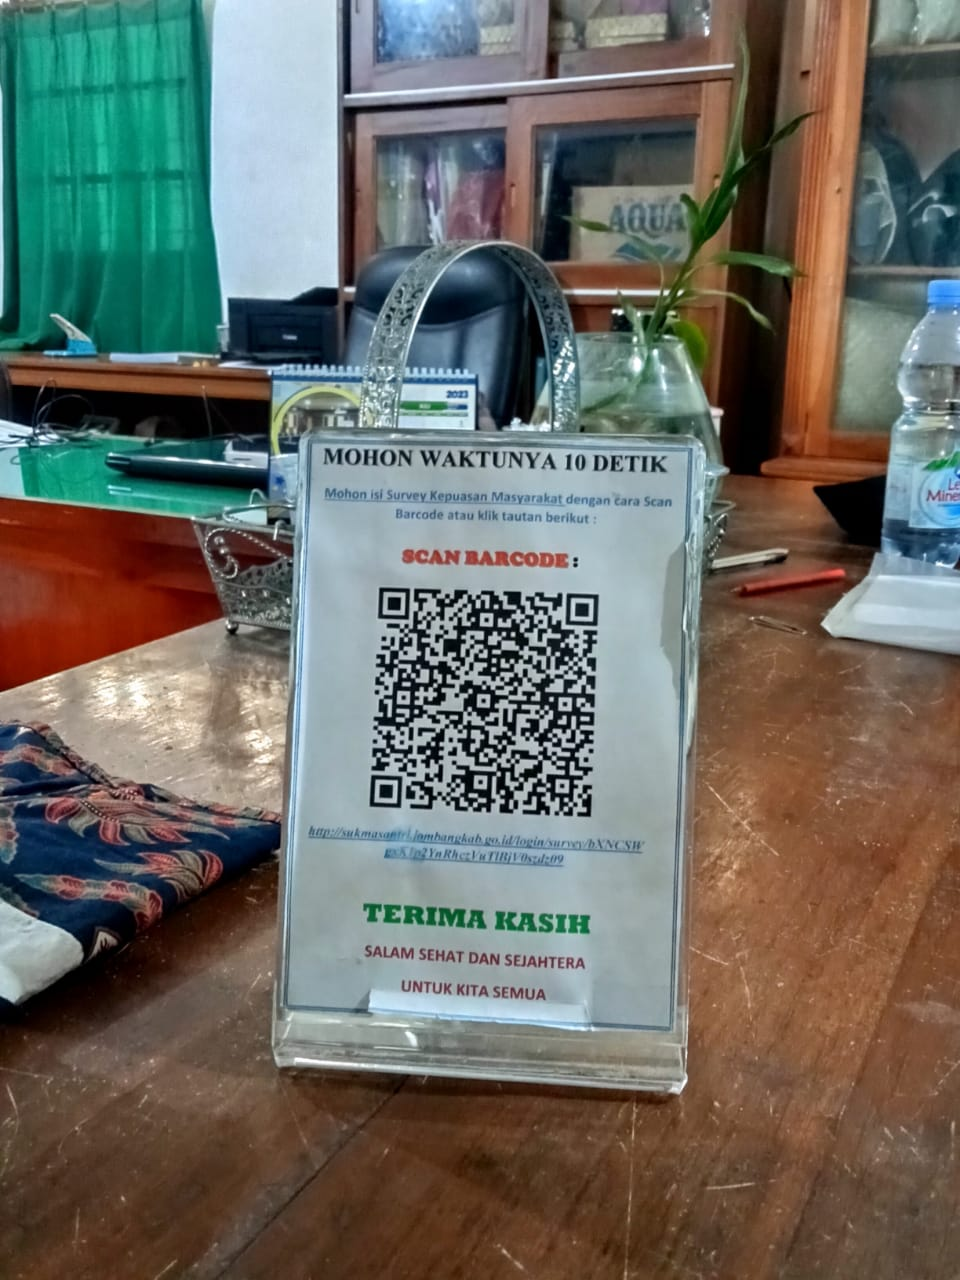 AQUA
2023
MOHON WAKTUNYA 10 DETIK
Mohon isi Survey Kepuasan Masyarakat dengan cara Scan
Barcode atau klik tautan berikut :
SCAN BARCODE :
TERIMA KASIH
SALAM SEHAT DAN SEJAHTERA
UNTUK KITA SEMUA